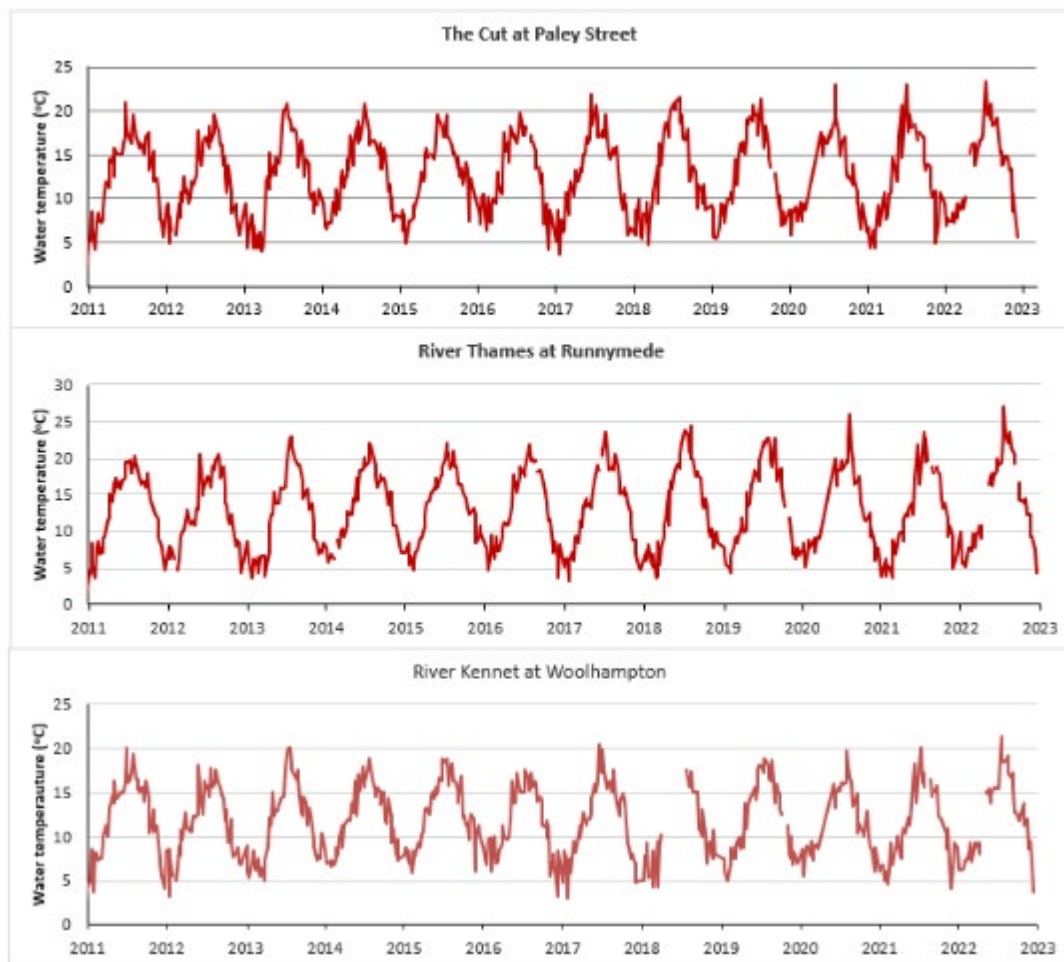 The Cut at Paley Street
Water temperature (ºC)
25
20
15
10
5
0
2011 2012 2013 2014 2015 2016 2017 2018 2019 2020 2021 2022 2023
River Thames at Runnymede
Water temperature (ºC)
30
25
20
15
10
5
0
2011 2012 2013 2014 2015 2016 2017 2018 2019 2020 2021 2022 2023
River Kennet at Woolhampton
Water temperauture (ºC)
25
20
15
10
5
0
2011 2012 2013 2014 2015 2016 2017 2018 2019 2020 2021 2022 2023